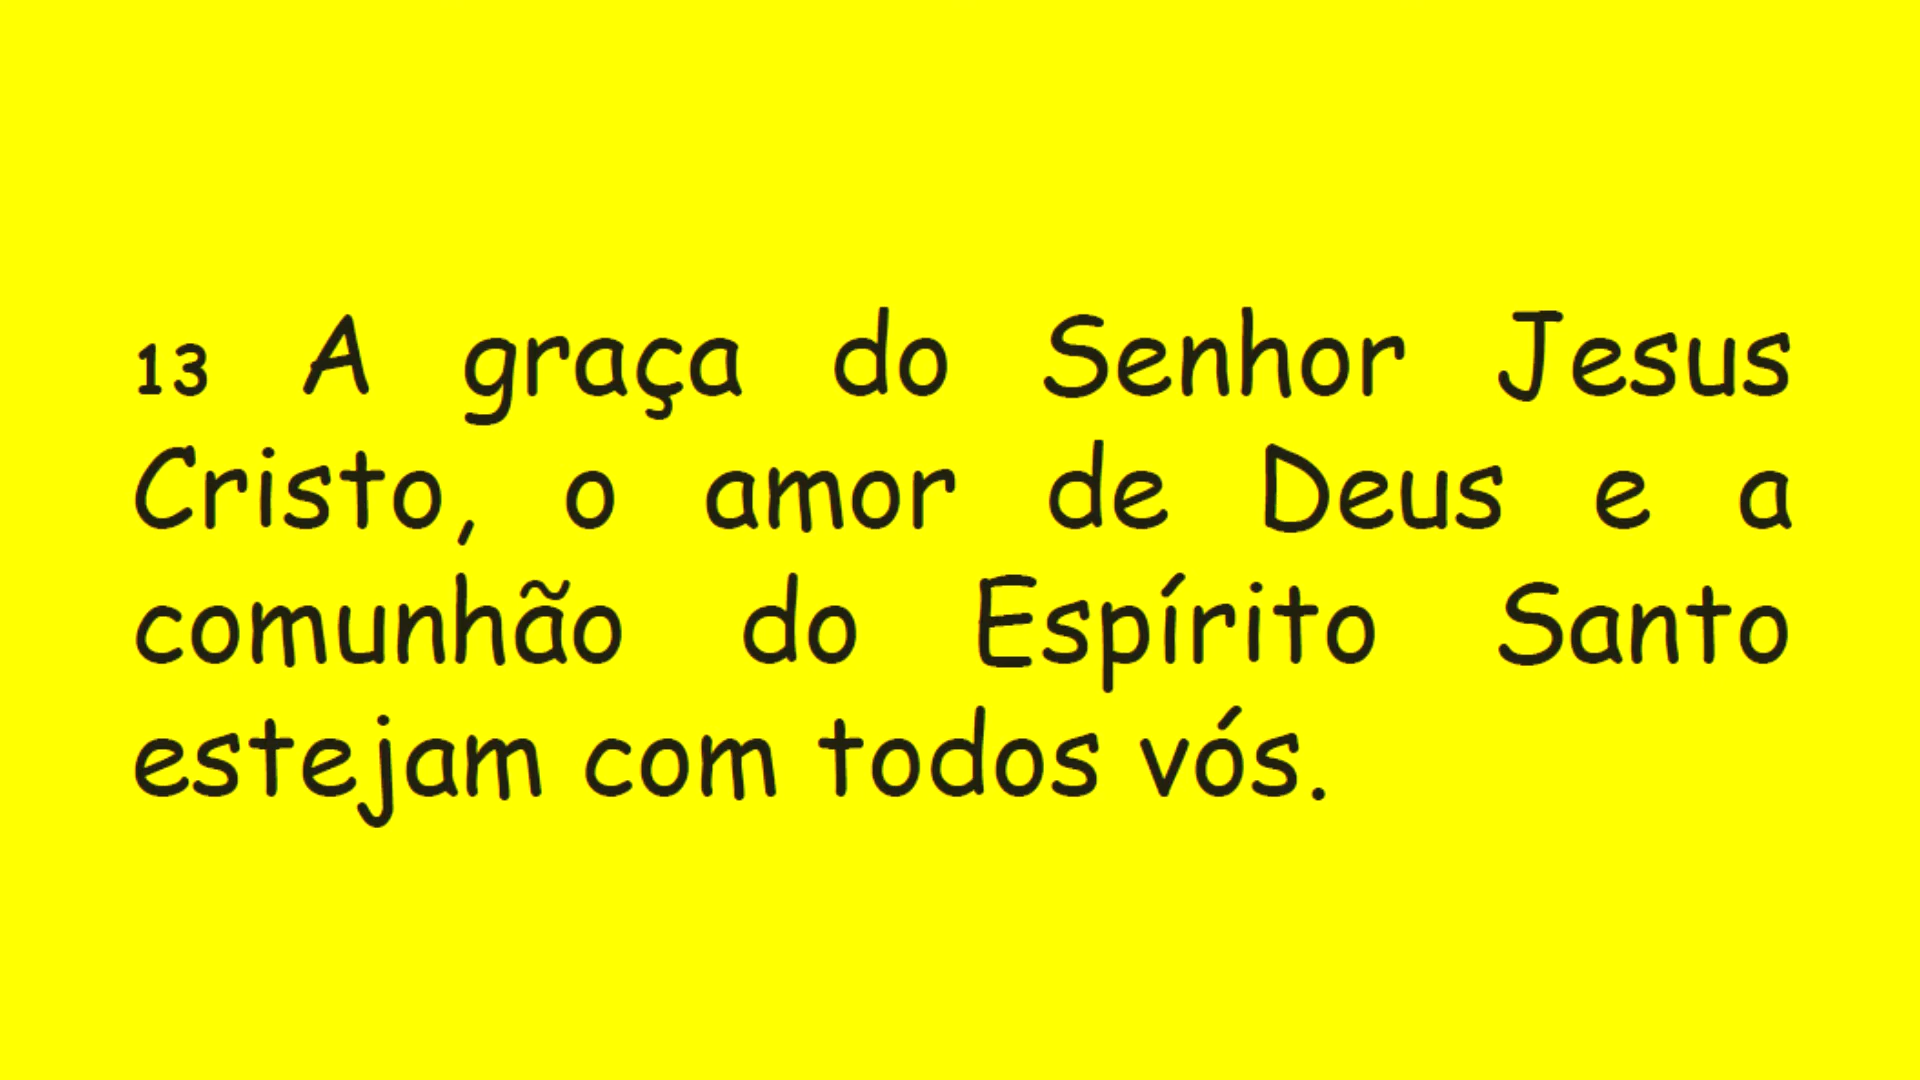 13 A graça do Senhor Jesus
Cristo, o amor de Deus e a
comunhão do Espírito Santo
estejam com todos vós.